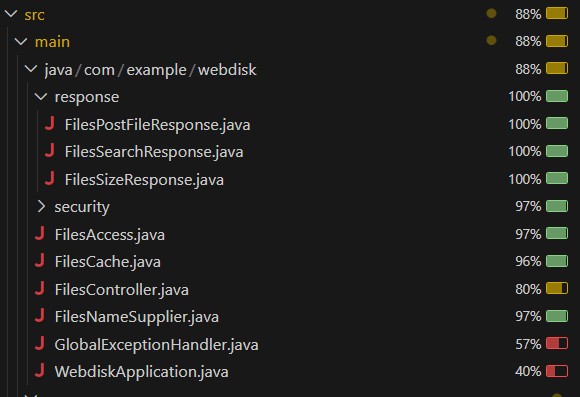 src 88%
main 88%
java/com/example/webdisk 88%
response 100%
FilesPostFileResponse.java 100%
FilesSearchResponse.java 100%
FilesSizeResponse.java 100%
security 97%
FilesAccess.java 97%
FilesCache.java 96%
FilesController.java 80%
FilesNameSupplier.java 97%
GlobalExceptionHandler.java 57%
WebdiskApplication.java 40%